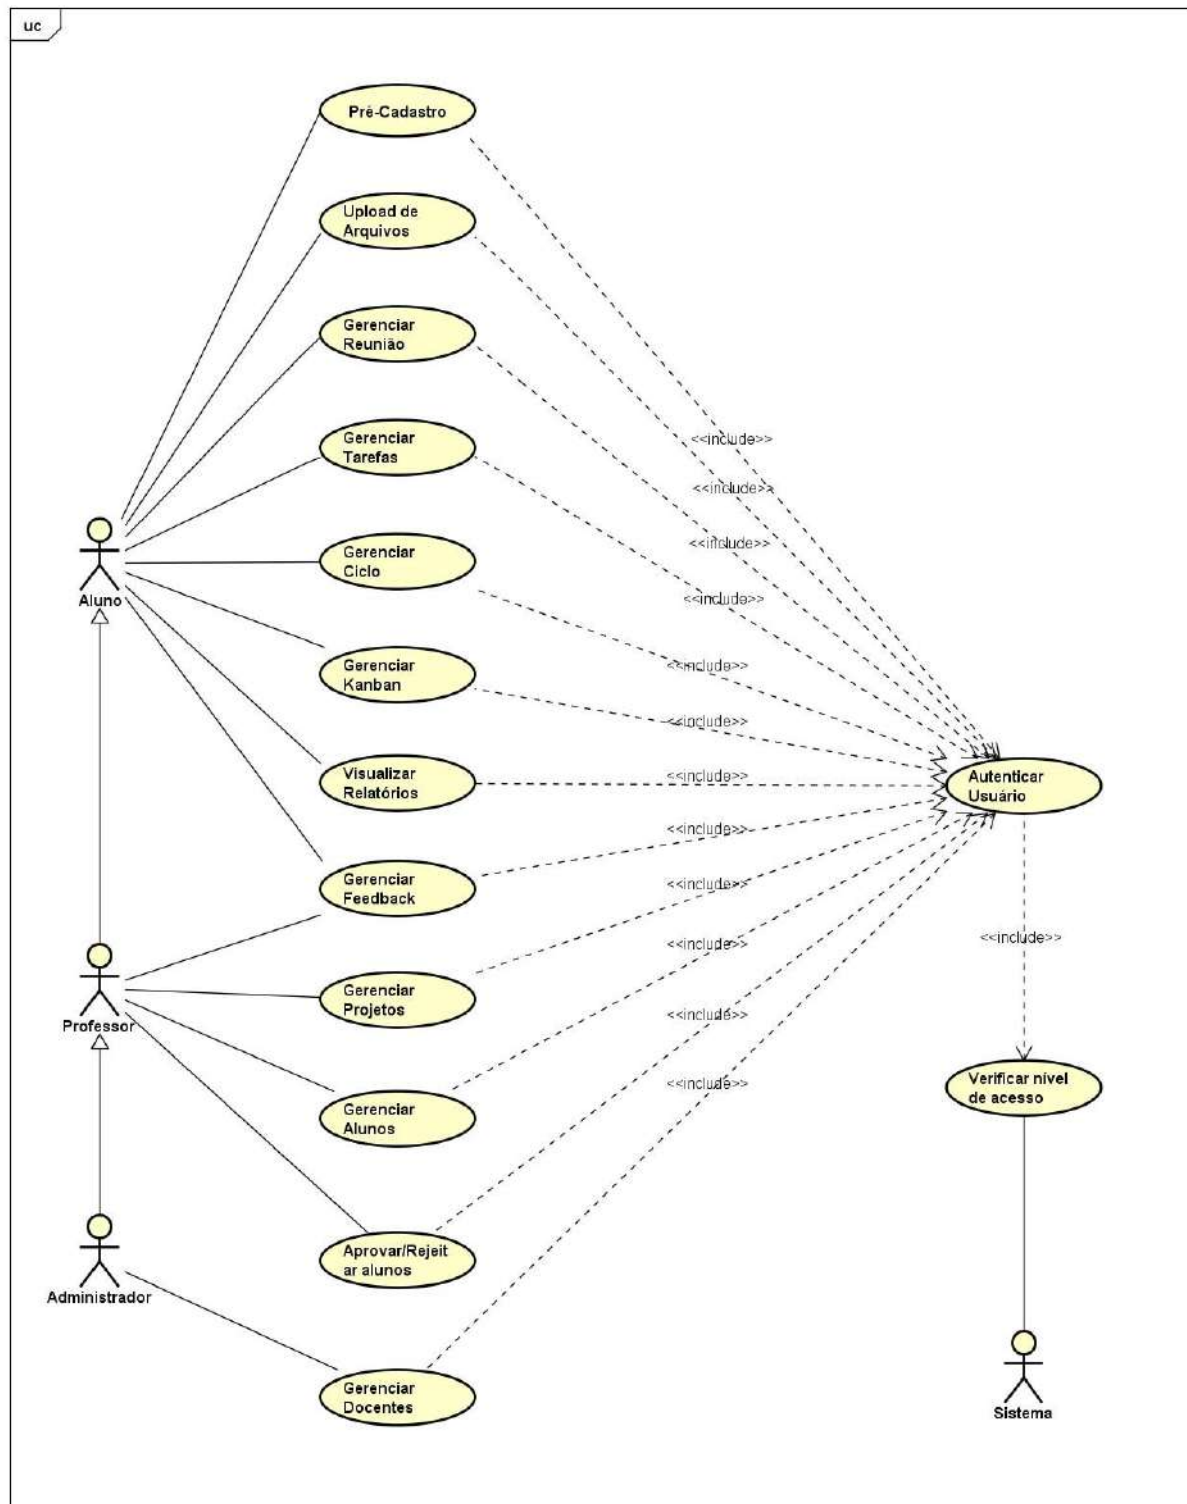 uc
Pré-Cadastro
Upload de
Arquivos
Gerenciar
Reunião
Gerenciar
Tarefas
Gerenciar
Ciclo
Gerenciar
Kanban
Visualizar
Relatórios
Gerenciar
Feedback
Gerenciar
Projetos
Gerenciar
Alunos
Aprovar/Rejeit
ar alunos
Gerenciar
Docentes
Aluno
Professor
Administrador
<<include>>
<<include>>
<<include>>
<<include>>
<<include>>
<<include>>
<<include>>
<<include>>
<<include>>
<<include>>
<<include>>
<<include>>
Autenticar
Usuário
<<include>>
Verificar nível
de acesso
Sistema